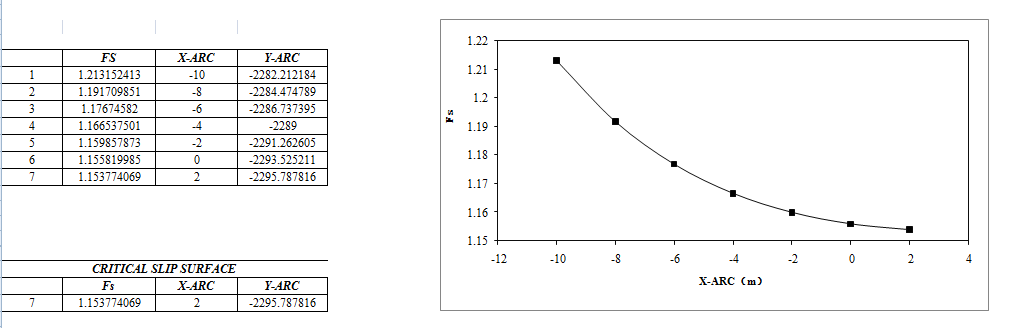 FS X-ARC Y-ARC
1 1.213152413 -10 -2282.212184
2 1.191709851 -8 -2284.474789
3 1.17674582 -6 -2286.737395
4 1.166537501 -4 -2289
5 1.159857873 -2 -2291.262605
6 1.155819985 0 -2293.525211
7 1.153774069 2 -2295.787816
CRITICAL SLIP SURFACE
Fs X-ARC Y-ARC
7 1.153774069 2 -2295.787816
Fs
1.22
1.21
1.2
1.19
1.18
1.17
1.16
1.15
-12 -10 -8 -6 -4 -2 0 2 4
X-ARC (m)